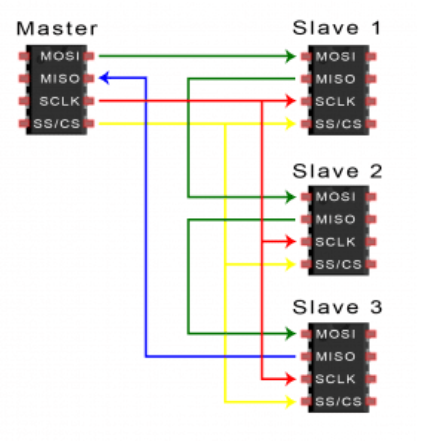 Master
MOSI
MISO
SCLK
SS/CS
Slave 1
MOSI
MISO
SCLK
SS/CS
Slave 2
MOSI
MISO
SCLK
SS/CS
Slave 3
MOSI
MISO
SCLK
SS/CS